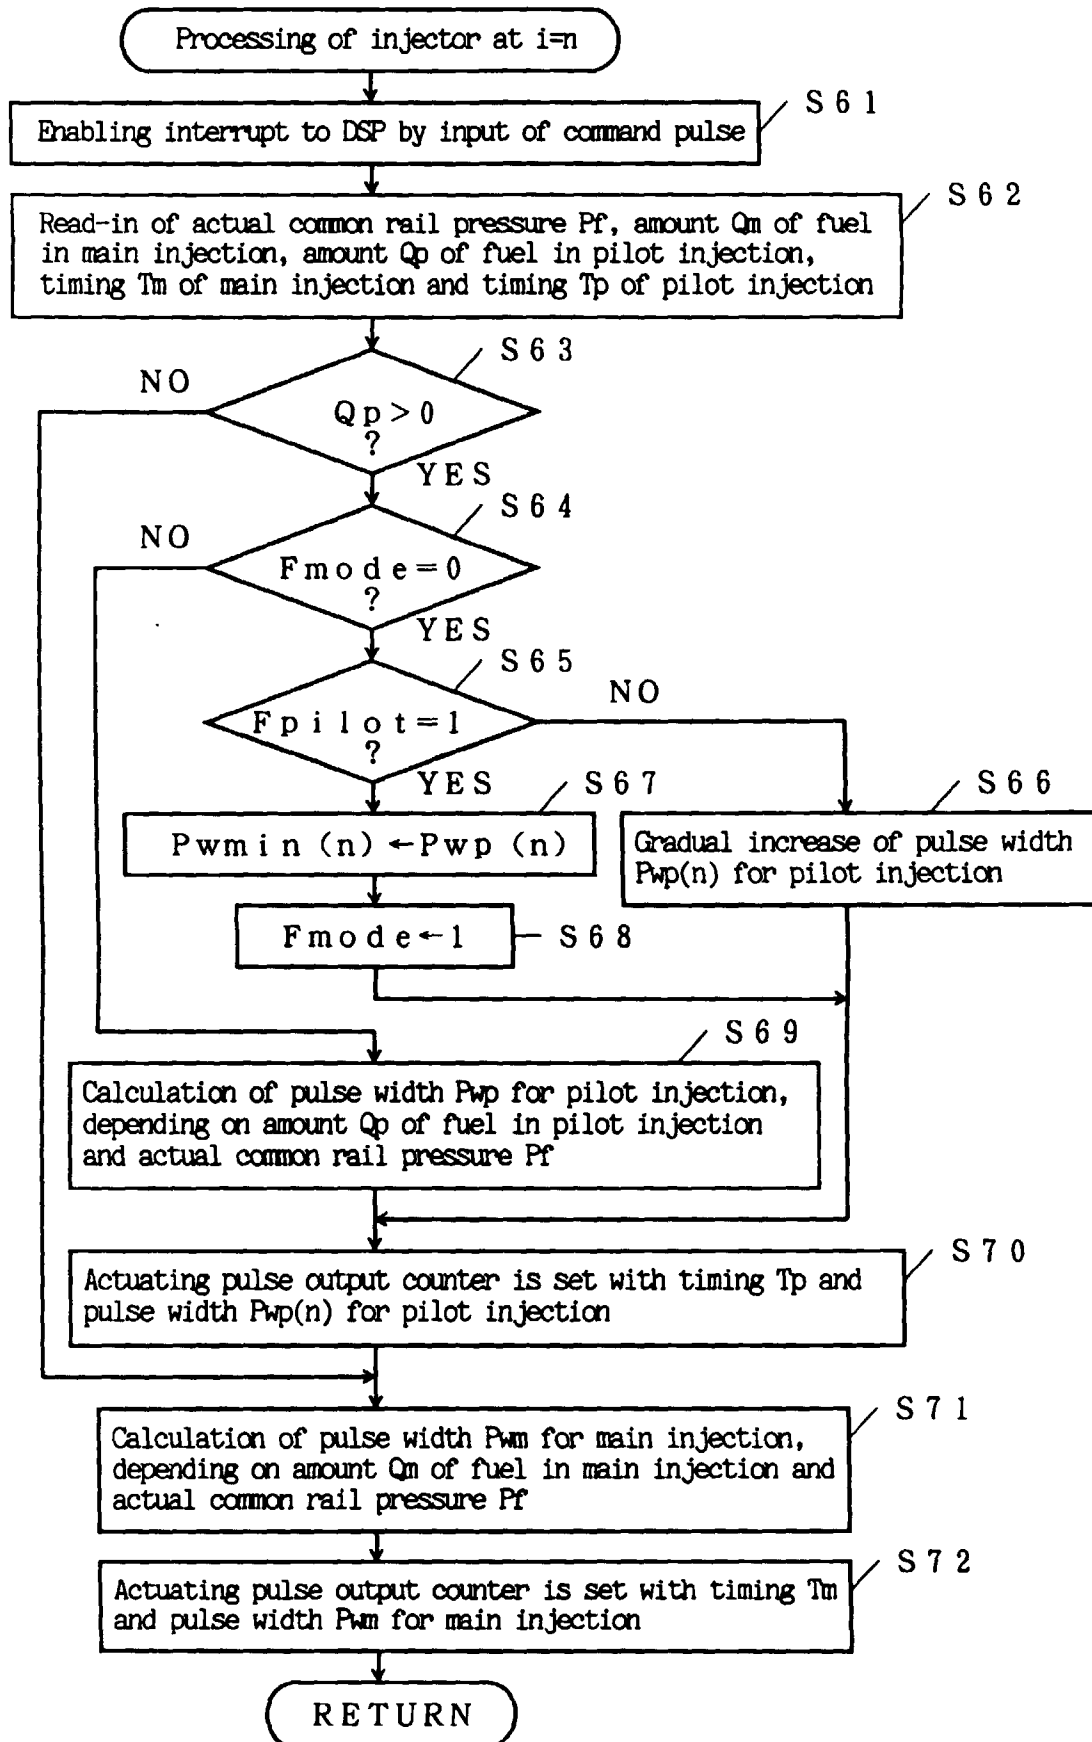 Processing of injector at i=n
S61
Enabling interrupt to DSP by input of command pulse
S62
Read-in of actual common rail pressure Pf, amount Qm of fuel
in main injection, amount Qp of fuel in pilot injection,
timing Tm of main injection and timing Tp of pilot injection
S63
NO
Qp>0
?
YES
S64
NO
Fmode=0
?
YES
S65
NO
Fpilot=1
?
YES
S67
S66
Pwmin (n) ←Pwp (n)
Gradual increase of pulse width
Pwp(n) for pilot injection
Fmode←1
S68
S69
Calculation of pulse width Pwp for pilot injection,
depending on amount Qp of fuel in pilot injection
and actual common rail pressure Pf
S70
Actuating pulse output counter is set with timing Tp and
pulse width Pwp(n) for pilot injection
S71
Calculation of pulse width Pwm for main injection,
depending on amount Qm of fuel in main injection and
actual common rail pressure Pf
S72
Actuating pulse output counter is set with timing Tm
and pulse width Pwm for main injection
RETURN